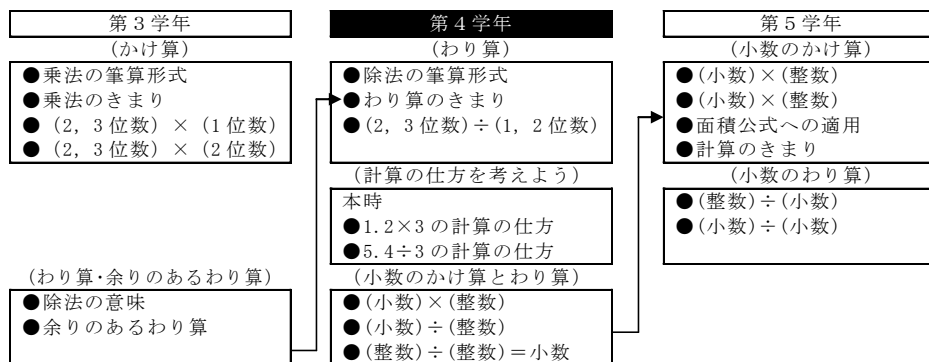 第3学年
(かけ算)
●乗法の筆算形式
●乗法のきまり
●(2,3位数)×(1位数)
●(2,3位数)×(2位数)
(わり算・余りのあるわり算)
●除法の意味
●余りのあるわり算
第4学年
(わり算)
●除法の筆算形式
●わり算のきまり
●(2,3位数)÷(1,2位数)
(計算の仕方を考えよう)
本時
●1.2×3の計算の仕方
●5.4÷3の計算の仕方
(小数のかけ算とわり算)
●(小数)×(整数)
●(小数)÷(整数)
●(整数)÷(整数)=小数
第5学年
(小数のかけ算)
●(小数)×(整数)
●(小数)×(整数)
●面積公式への適用
●計算のきまり
(小数のわり算)
●(整数)÷(小数)
●(小数)÷(小数)